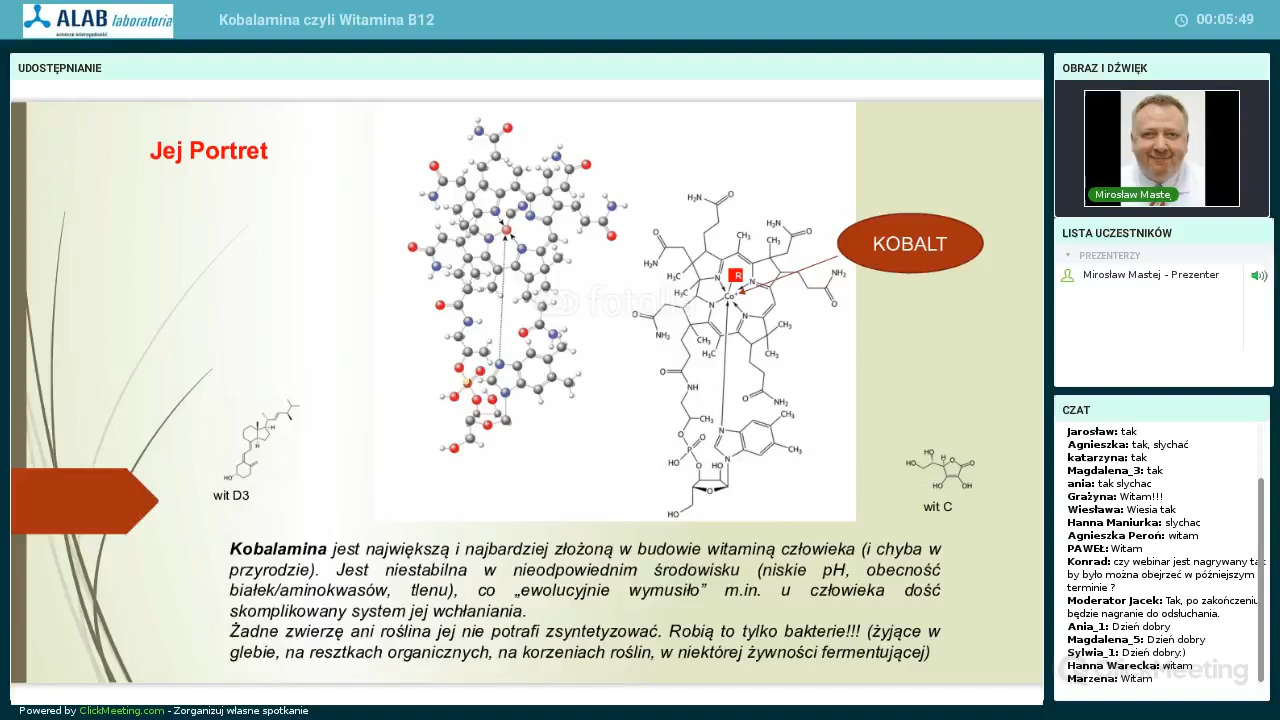 ALAB laboratoria
Kobalamina czyli Witamina B12
00:05:49
UDOSTĘPNIANIE
Jej Portret
KOBALT
wit D3
wit C
Kobalamina jest największą i najbardziej złożoną w budowie witaminą człowieka (i chyba w
przyrodzie). Jest niestabilna w nieodpowiednim środowisku (niskie pH, obecność
białek/aminokwasów, tlenu), co „ewolucyjnie wymusiło” m.in. u człowieka dość
skomplikowany system jej wchłaniania.
Żadne zwierzę ani roślina jej nie potrafi zsyntetyzować. Robią to tylko bakterie!!! (żyjące w
glebie, na resztkach organicznych, na korzeniach roślin, w niektórej żywności fermentującej)
OBRAZ I DŹWIĘK
Mirosław Mastej
LISTA UCZESTNIKÓW
PREZENTERZY
Mirosław Mastej - Prezenter
CZAT
Jarosław: tak
Agnieszka: tak, słychać
katarzyna: tak
Magdalena_3: tak
ania: tak slychac
Grażyna: Witam!!!
Wiesława: Wiesia tak
Hanna Maniurka: slychac
Agnieszka Peroń: witam
PAWEŁ: Witam
Konrad: czy webinar jest nagrywany tak
by było można obejrzeć w późniejszym
terminie ?
Moderator Jacek: Tak, po zakończeniu
będzie nagranie do odsłuchania.
Ania_1: Dzień dobry
Magdalena_5: Dzień dobry
Sylwia_1: Dzień dobry:)
Hanna Warecka: witam
Marzena: Witam
ClickMeeting
Powered by ClickMeeting.com - Zorganizuj własne spotkanie